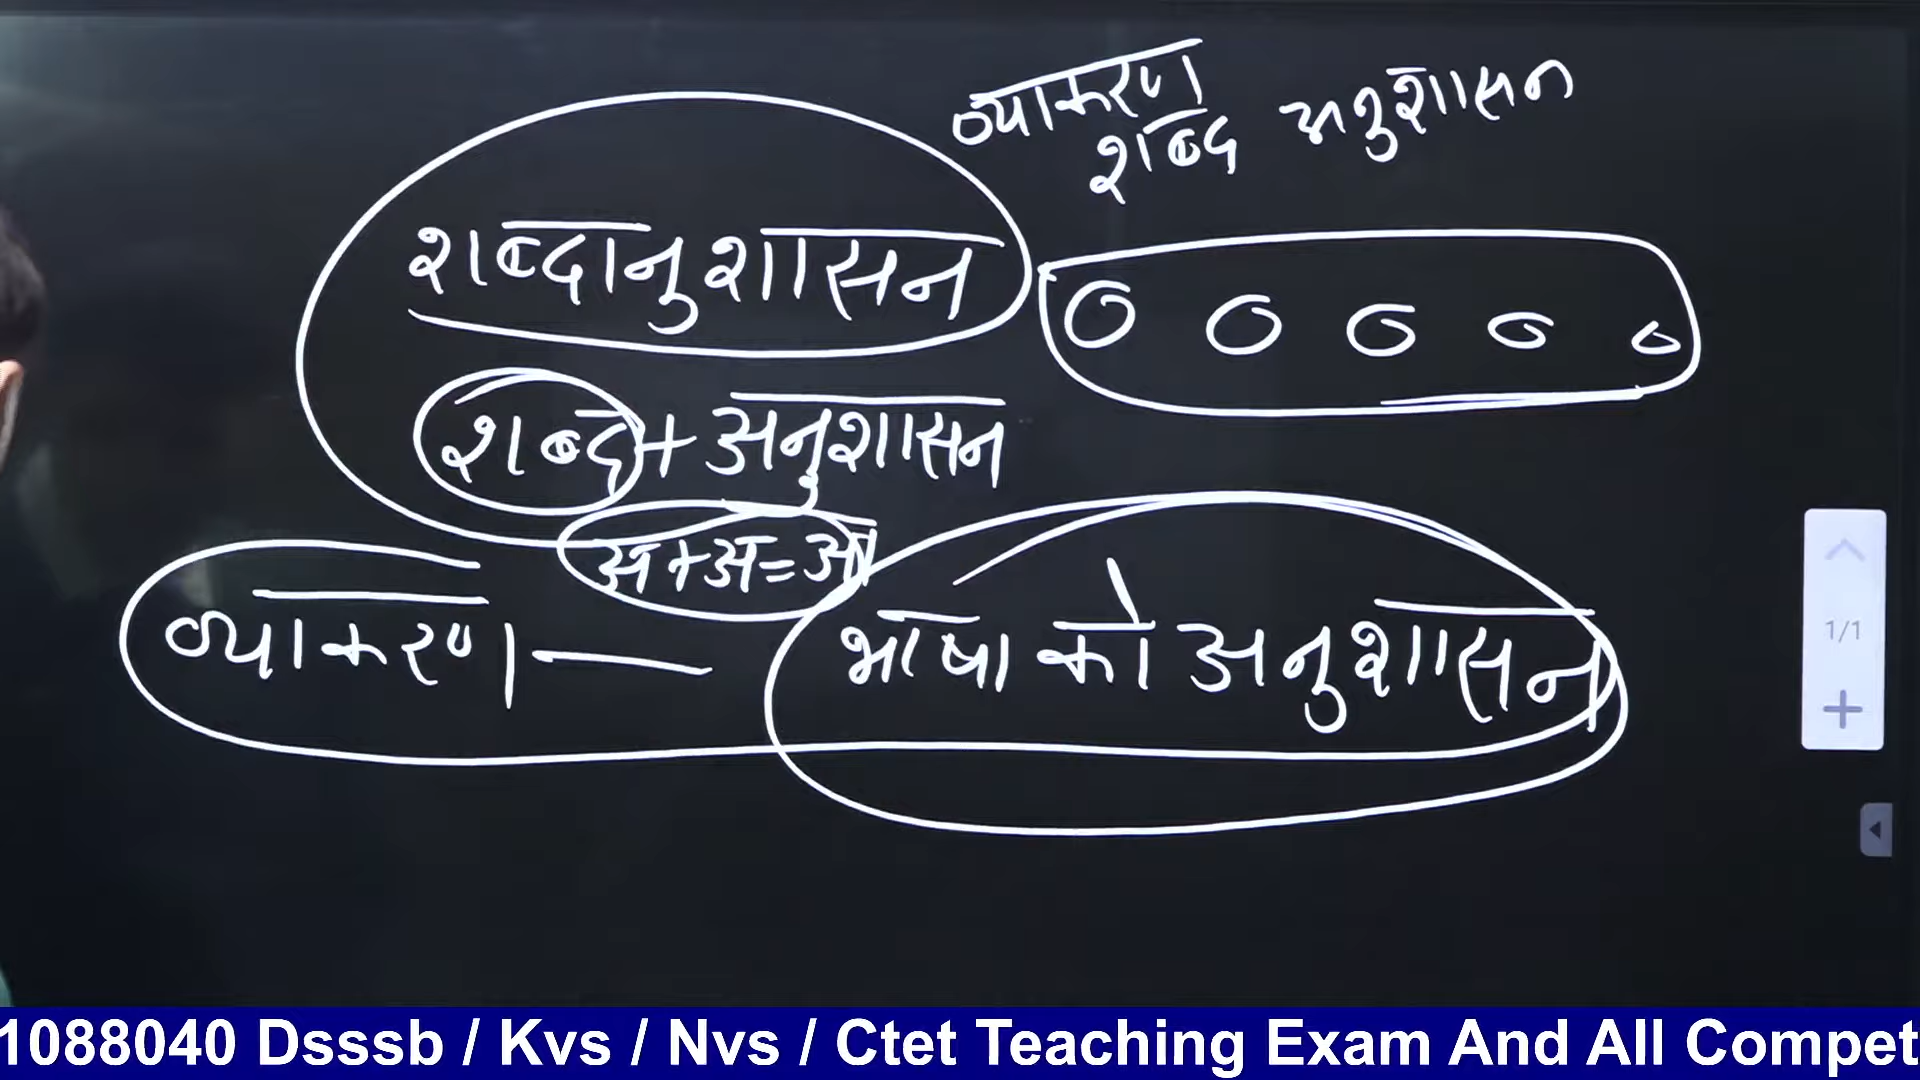 व्याकरण
शब्द अनुशासन
शब्दानुशासन
शब्द + अनुशासन
अ + अ = आ
व्याकरण — भाषा को अनुशासन
1/1
1088040 Dsssb / Kvs / Nvs / Ctet Teaching Exam And All Compet